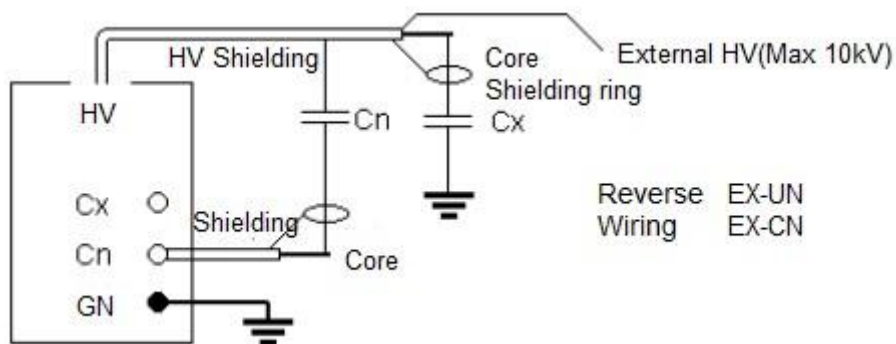 HV Shielding
Core
External HV(Max 10kV)
Shielding ring
HV
Cn
Cx
Cx
Shielding
Reverse EX-UN
Wiring EX-CN
Cn
Core
GN